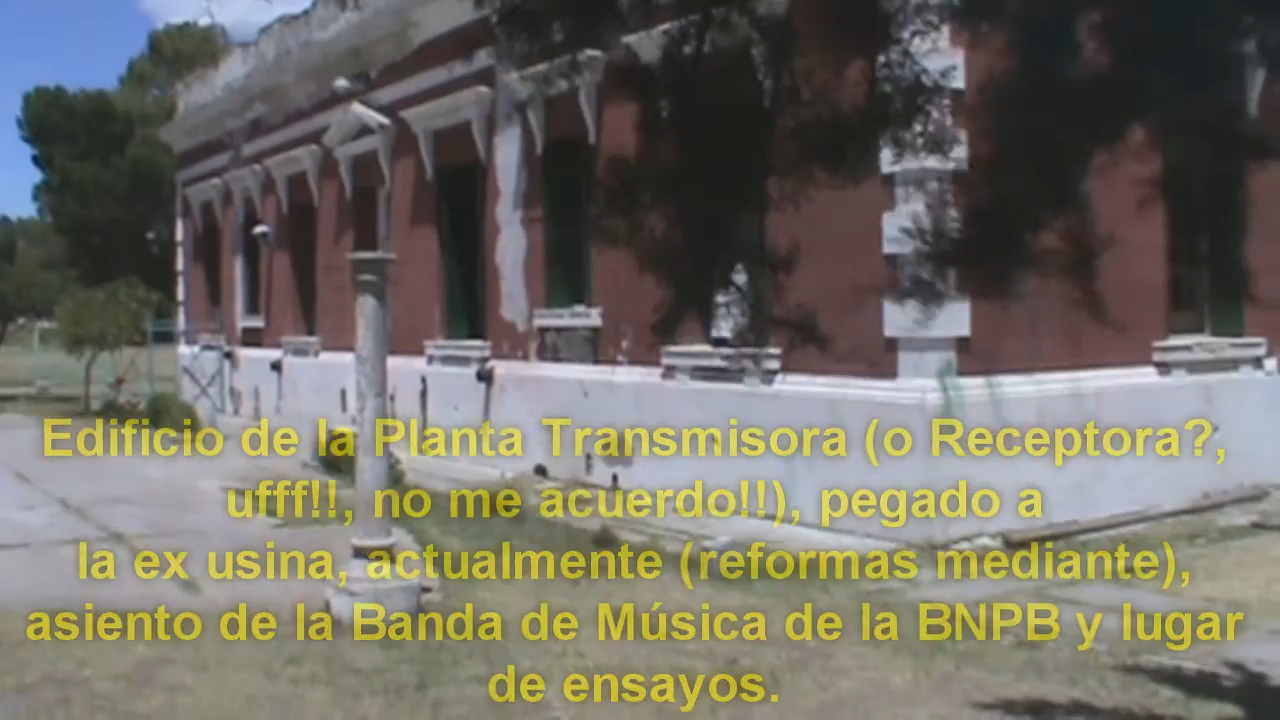 Edificio de la Planta Transmisora (o Receptora?,
ufff!!, no me acuerdo!!), pegado a
la ex usina, actualmente (reformas mediante),
asiento de la Banda de Música de la BNPB y lugar
de ensayos.